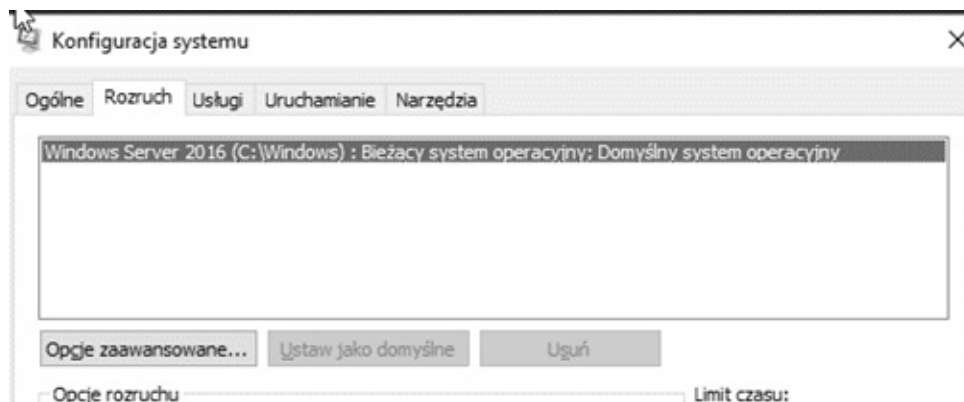 Konfiguracja systemu
Ogólne Rozruch Usługi Uruchamianie Narzędzia
Windows Server 2016 (C:\Windows) : Bieżący system operacyjny; Domyślny system operacyjny
Opcje zaawansowane... Ustaw jako domyślne Usuń
Opcje rozruchu Limit czasu: